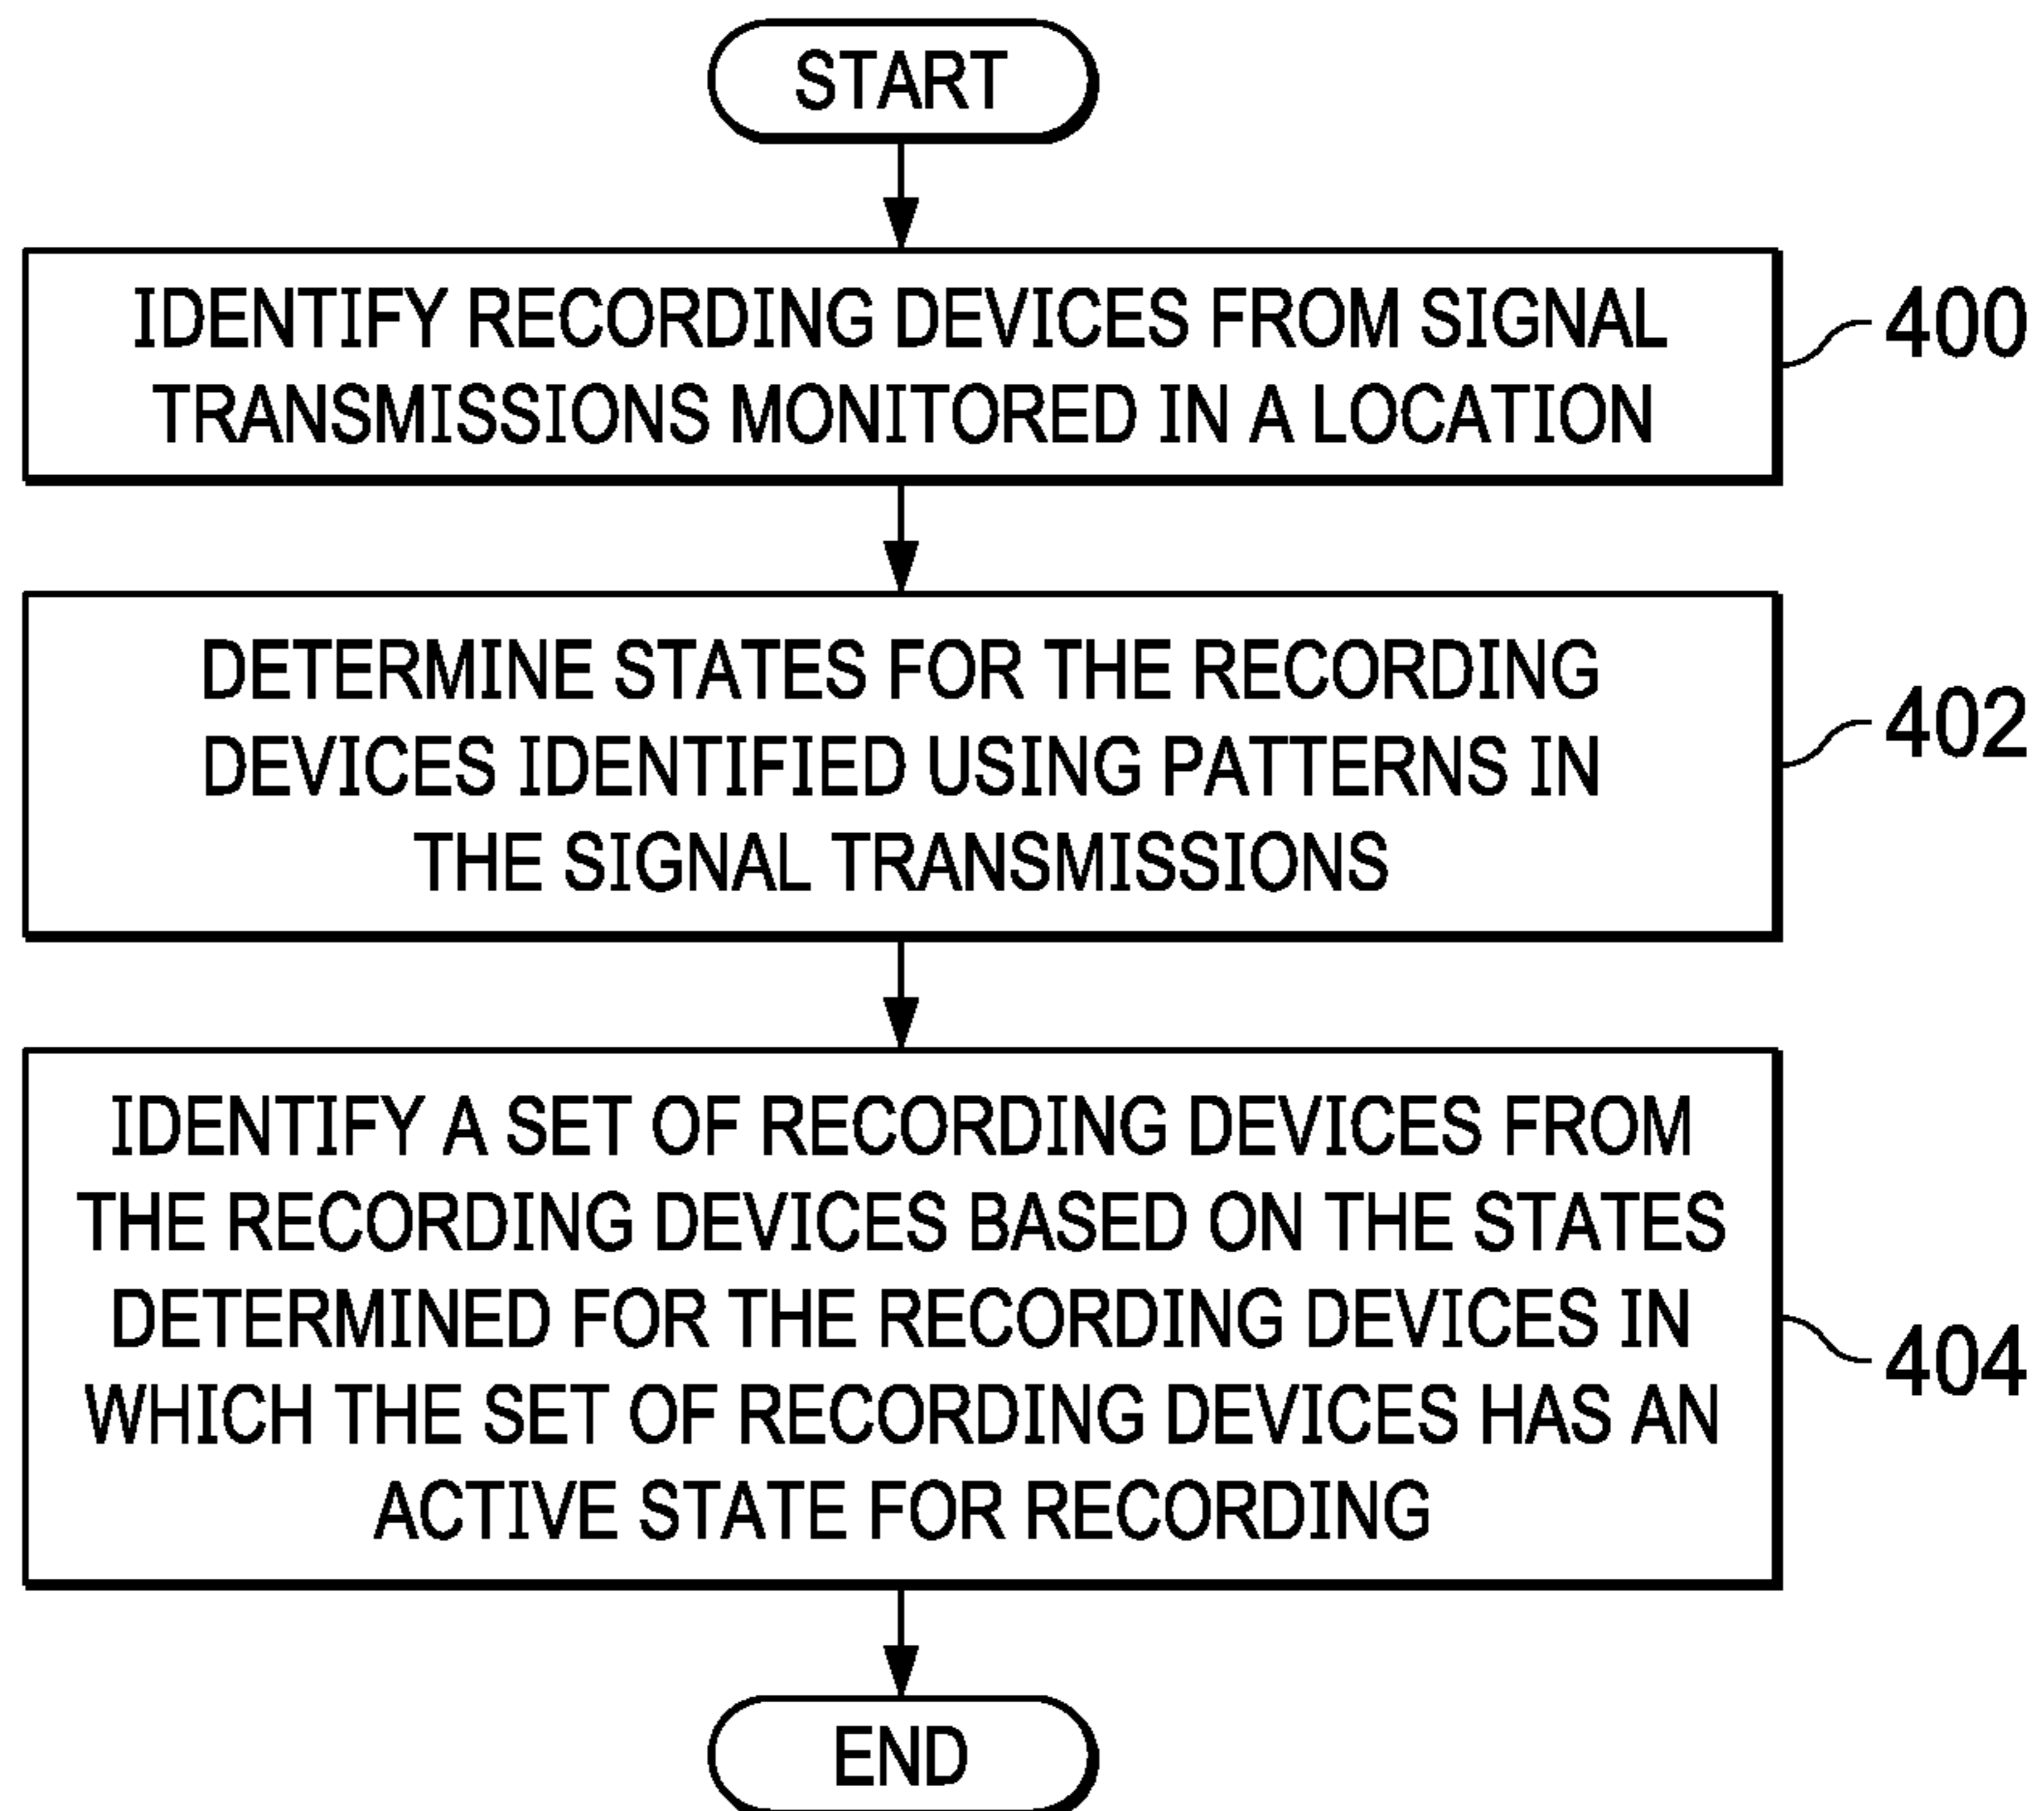 START
IDENTIFY RECORDING DEVICES FROM SIGNAL
TRANSMISSIONS MONITORED IN A LOCATION
400
DETERMINE STATES FOR THE RECORDING
DEVICES IDENTIFIED USING PATTERNS IN
THE SIGNAL TRANSMISSIONS
402
IDENTIFY A SET OF RECORDING DEVICES FROM
THE RECORDING DEVICES BASED ON THE STATES
DETERMINED FOR THE RECORDING DEVICES IN
WHICH THE SET OF RECORDING DEVICES HAS AN
ACTIVE STATE FOR RECORDING
404
END